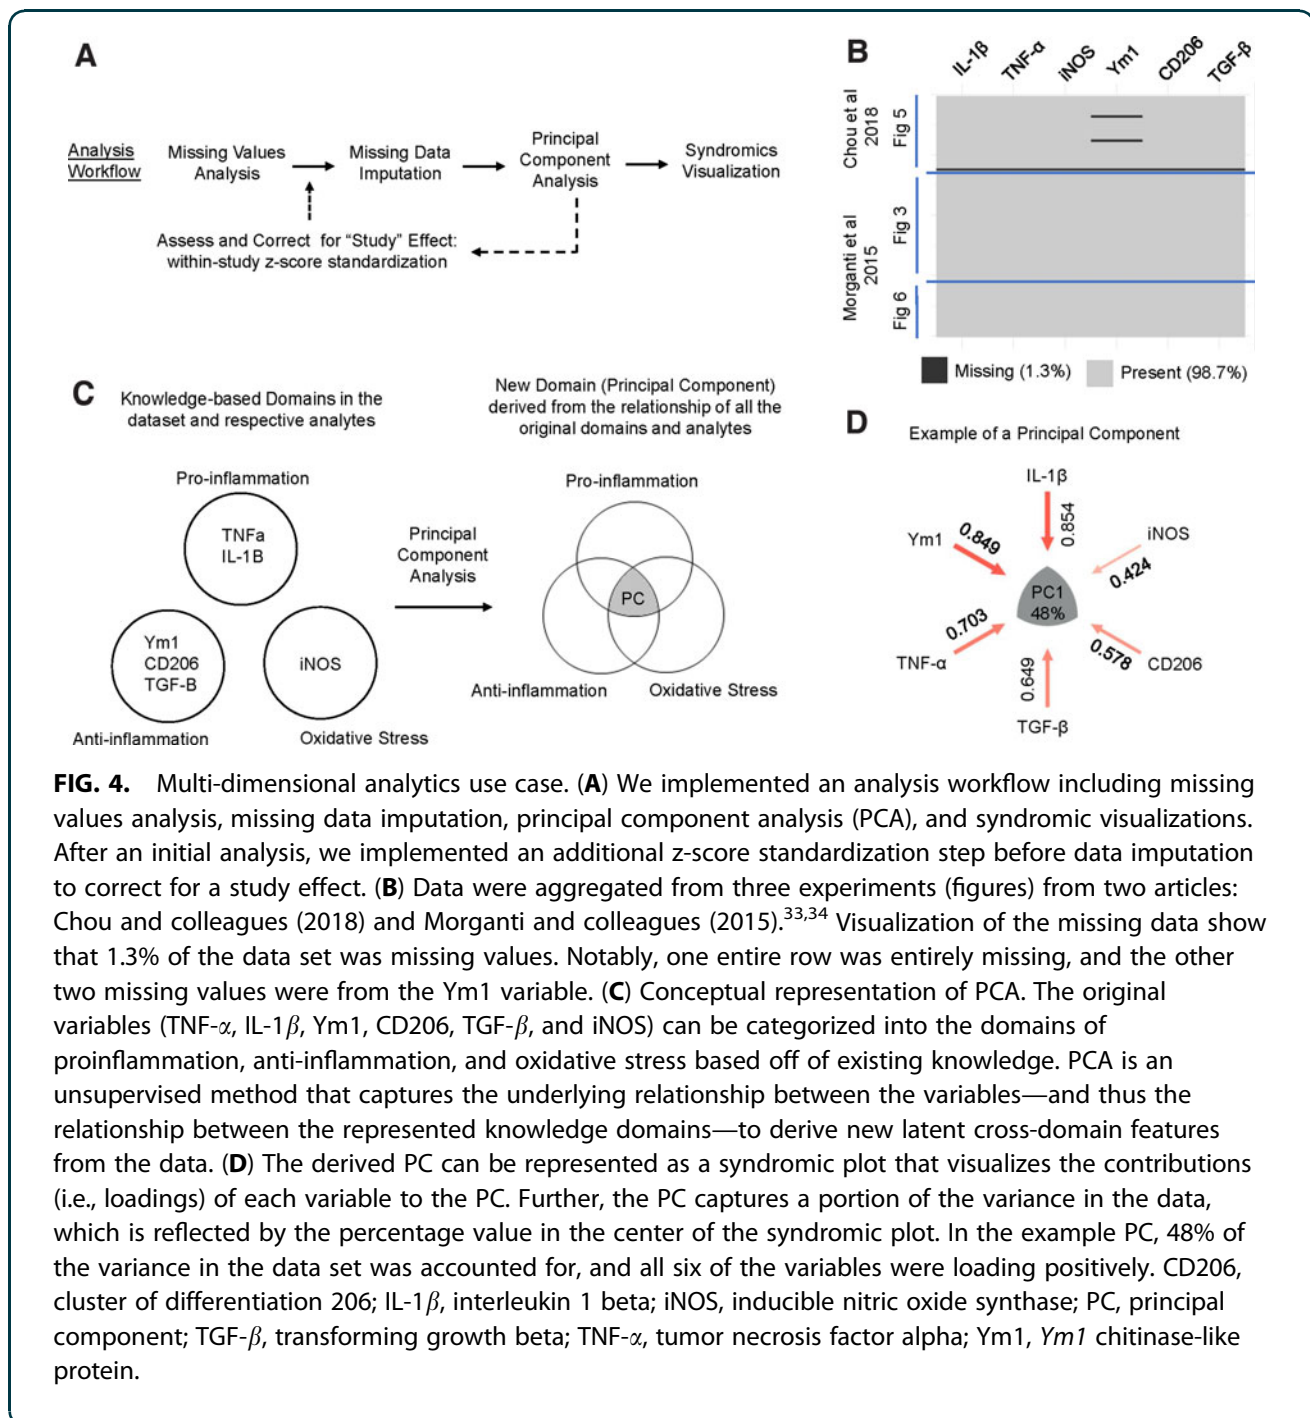 A
Analysis
Workflow
Missing Values
Analysis
Missing Data
Imputation
Principal
Component
Analysis
Syndromics
Visualization
Assess and Correct for “Study” Effect:
within-study z-score standardization
B
IL-1β
TNF-α
iNOS
Ym1
CD206
TGF-β
Chou et al
2018
Fig 5
Morganti et al
2015
Fig 3
Fig 6
Missing (1.3%)
Present (98.7%)
C
Knowledge-based Domains in the
dataset and respective analytes
Pro-inflammation
TNFa
IL-1B
Ym1
CD206
TGF-B
iNOS
Anti-inflammation
Oxidative Stress
Principal
Component
Analysis
New Domain (Principal Component)
derived from the relationship of all the
original domains and analytes
Pro-inflammation
PC
Anti-inflammation
Oxidative Stress
D
Example of a Principal Component
IL-1β
0.854
Ym1
0.849
iNOS
0.424
PC1
48%
TNF-α
0.703
CD206
0.578
0.649
TGF-β
FIG. 4. Multi-dimensional analytics use case. (A) We implemented an analysis workflow including missing
values analysis, missing data imputation, principal component analysis (PCA), and syndromic visualizations.
After an initial analysis, we implemented an additional z-score standardization step before data imputation
to correct for a study effect. (B) Data were aggregated from three experiments (figures) from two articles:
Chou and colleagues (2018) and Morganti and colleagues (2015).33,34 Visualization of the missing data show
that 1.3% of the data set was missing values. Notably, one entire row was entirely missing, and the other
two missing values were from the Ym1 variable. (C) Conceptual representation of PCA. The original
variables (TNF-α, IL-1β, Ym1, CD206, TGF-β, and iNOS) can be categorized into the domains of
proinflammation, anti-inflammation, and oxidative stress based off of existing knowledge. PCA is an
unsupervised method that captures the underlying relationship between the variables—and thus the
relationship between the represented knowledge domains—to derive new latent cross-domain features
from the data. (D) The derived PC can be represented as a syndromic plot that visualizes the contributions
(i.e., loadings) of each variable to the PC. Further, the PC captures a portion of the variance in the data,
which is reflected by the percentage value in the center of the syndromic plot. In the example PC, 48% of
the variance in the data set was accounted for, and all six of the variables were loading positively. CD206,
cluster of differentiation 206; IL-1β, interleukin 1 beta; iNOS, inducible nitric oxide synthase; PC, principal
component; TGF-β, transforming growth beta; TNF-α, tumor necrosis factor alpha; Ym1, Ym1 chitinase-like
protein.